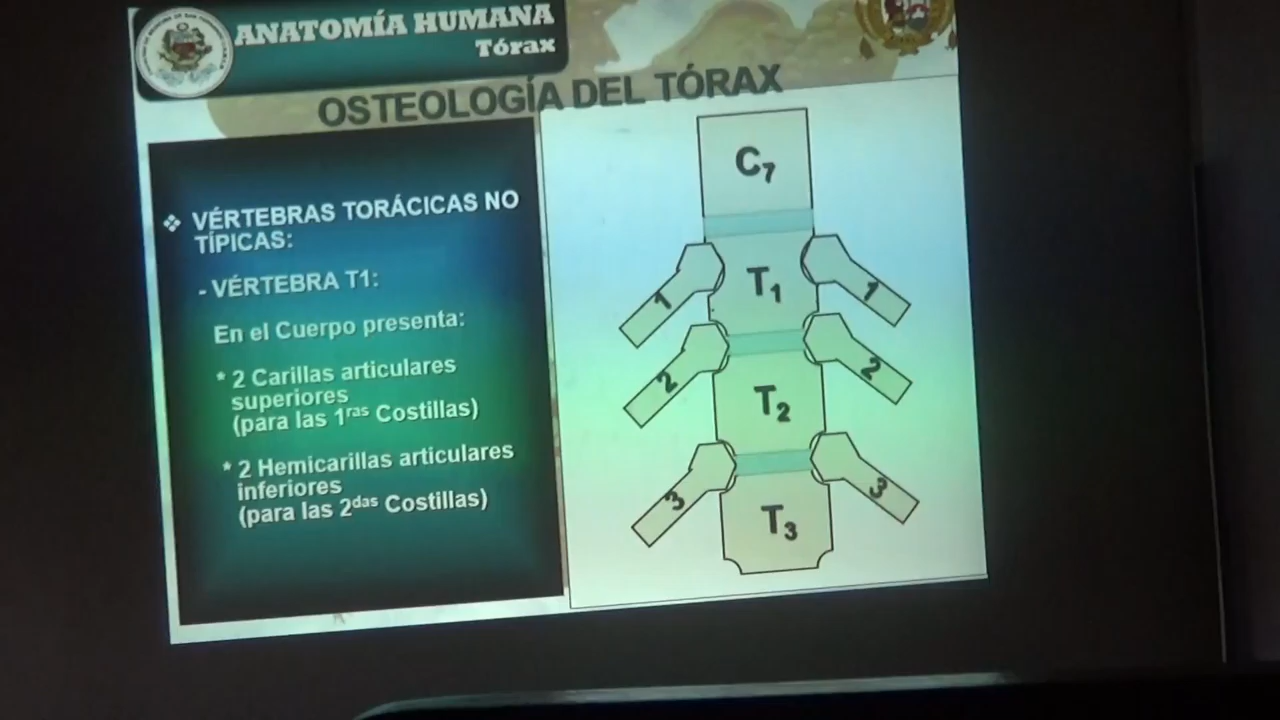 ANATOMÍA HUMANA
Tórax
OSTEOLOGÍA DEL TÓRAX
❖ VÉRTEBRAS TORÁCICAS NO
TÍPICAS:
- VÉRTEBRA T1:
En el Cuerpo presenta:
* 2 Carillas articulares
superiores
(para las 1ras Costillas)
* 2 Hemicarillas articulares
inferiores
(para las 2das Costillas)
C7
T1
1 1
2 2
T2
3 3
T3